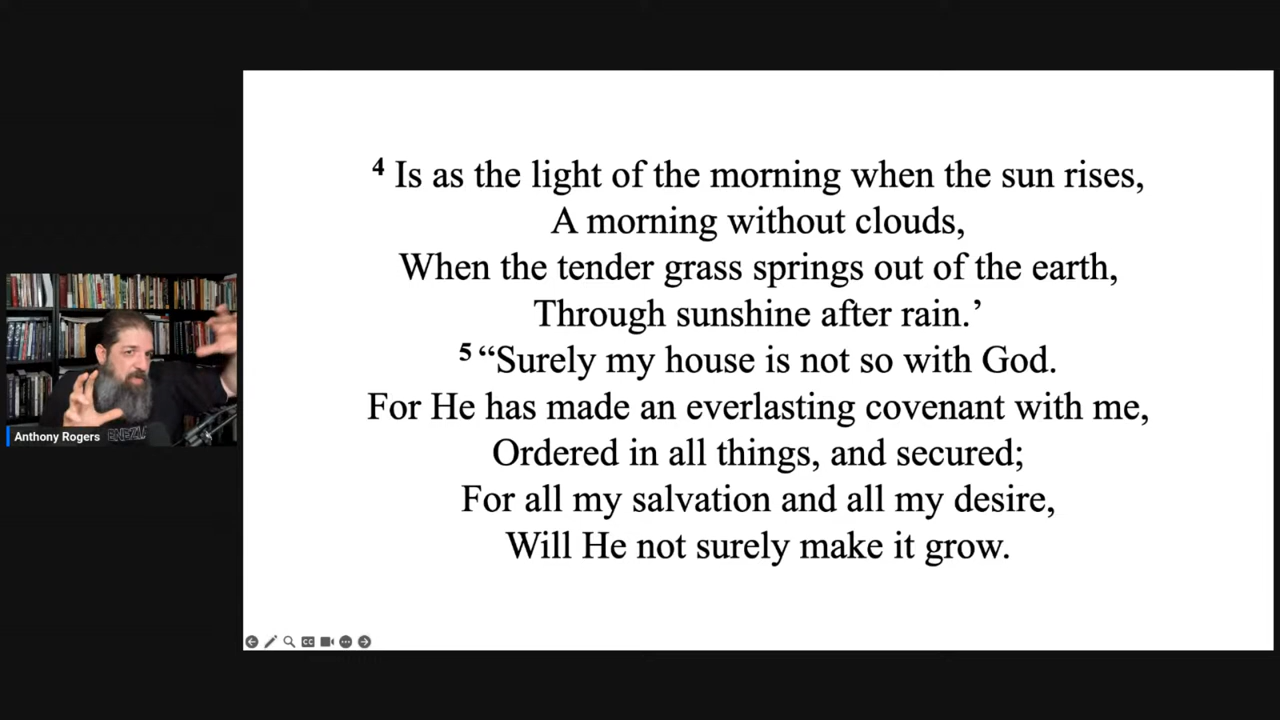 4 Is as the light of the morning when the sun rises,
A morning without clouds,
When the tender grass springs out of the earth,
Through sunshine after rain.’
5 “Surely my house is not so with God.
For He has made an everlasting covenant with me,
Ordered in all things, and secured;
For all my salvation and all my desire,
Will He not surely make it grow.
Anthony Rogers